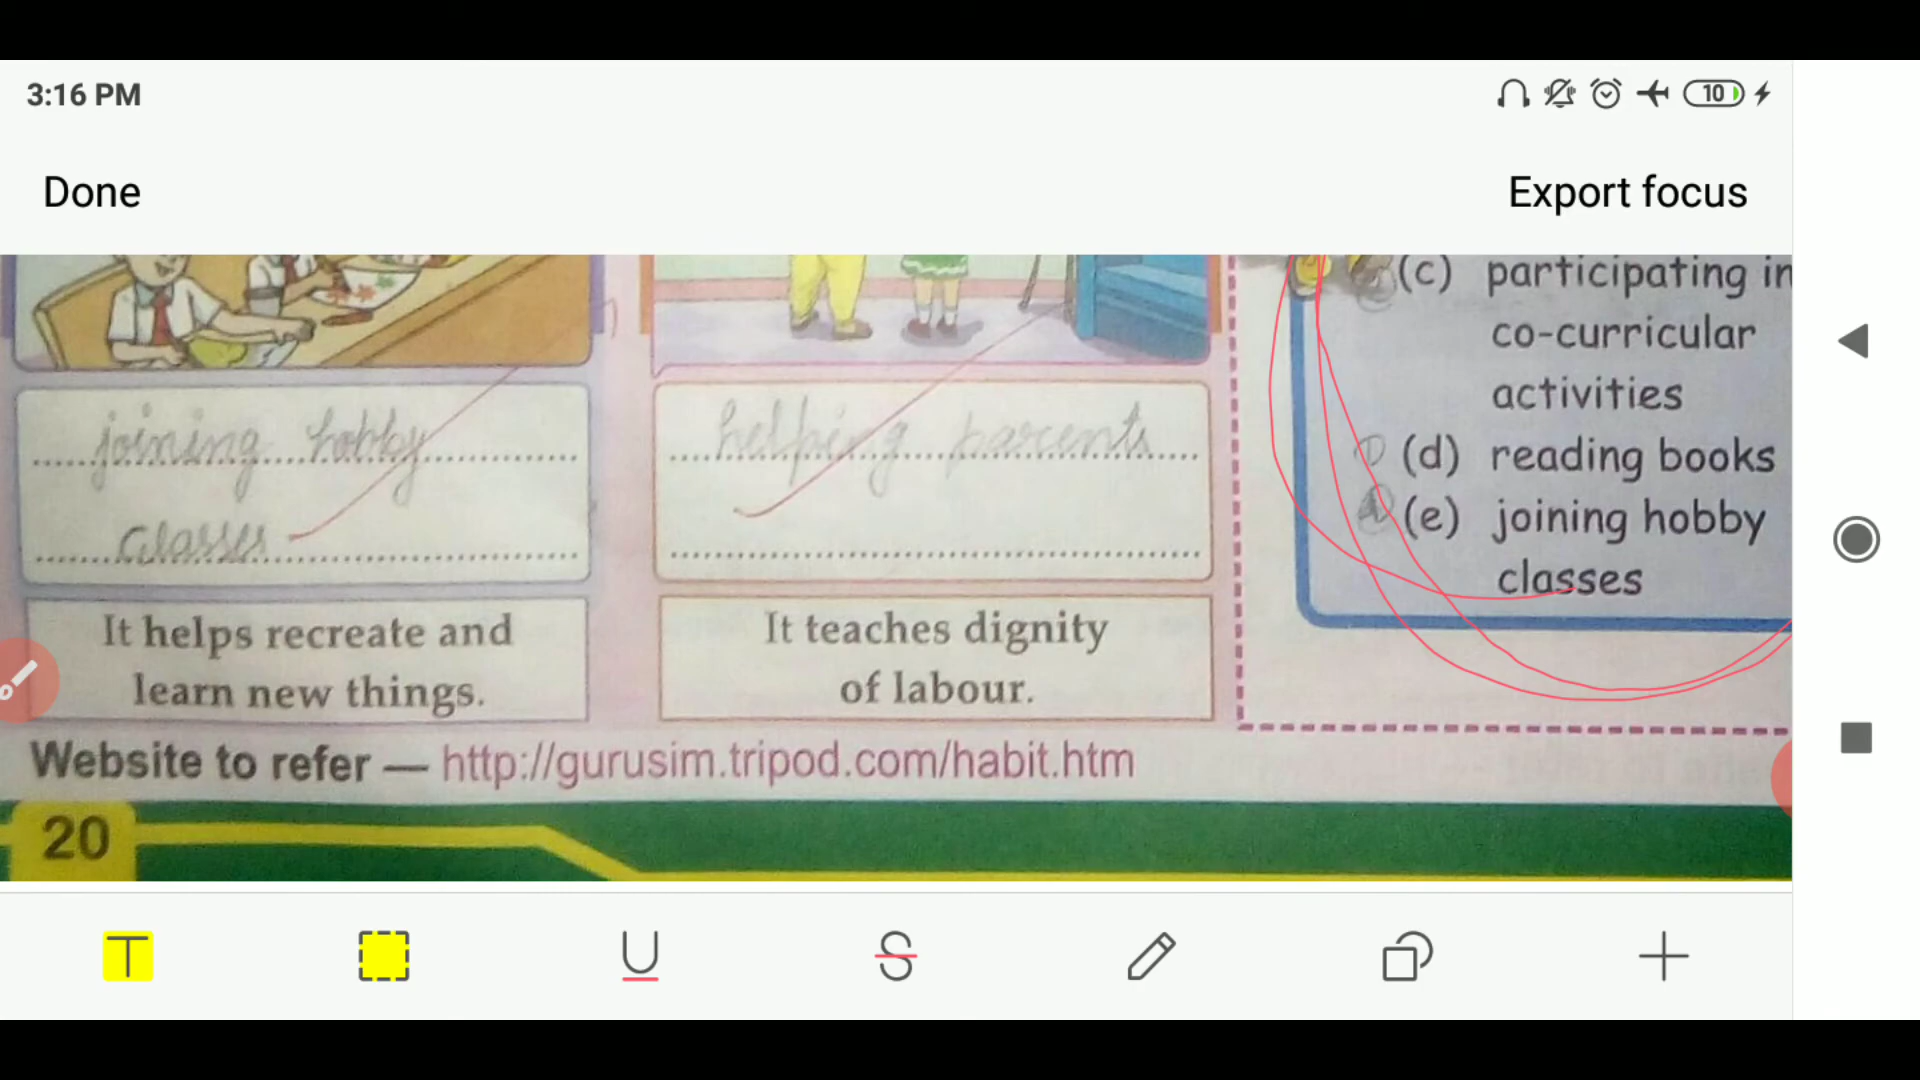 3:16 PM
10
Done
Export focus
joining hobby
classes
It helps recreate and
learn new things.
helping parents
It teaches dignity
of labour.
(c) participating in
co-curricular
activities
(d) reading books
(e) joining hobby
classes
Website to refer — http://gurusim.tripod.com/habit.htm
20
T
U
S